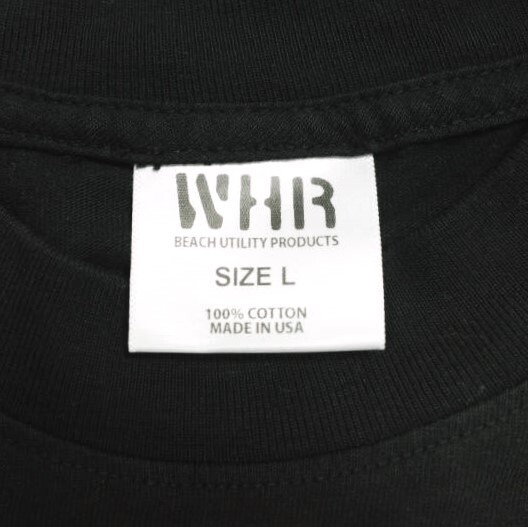 WHR
BEACH UTILITY PRODUCTS
SIZE L
100% COTTON
MADE IN USA